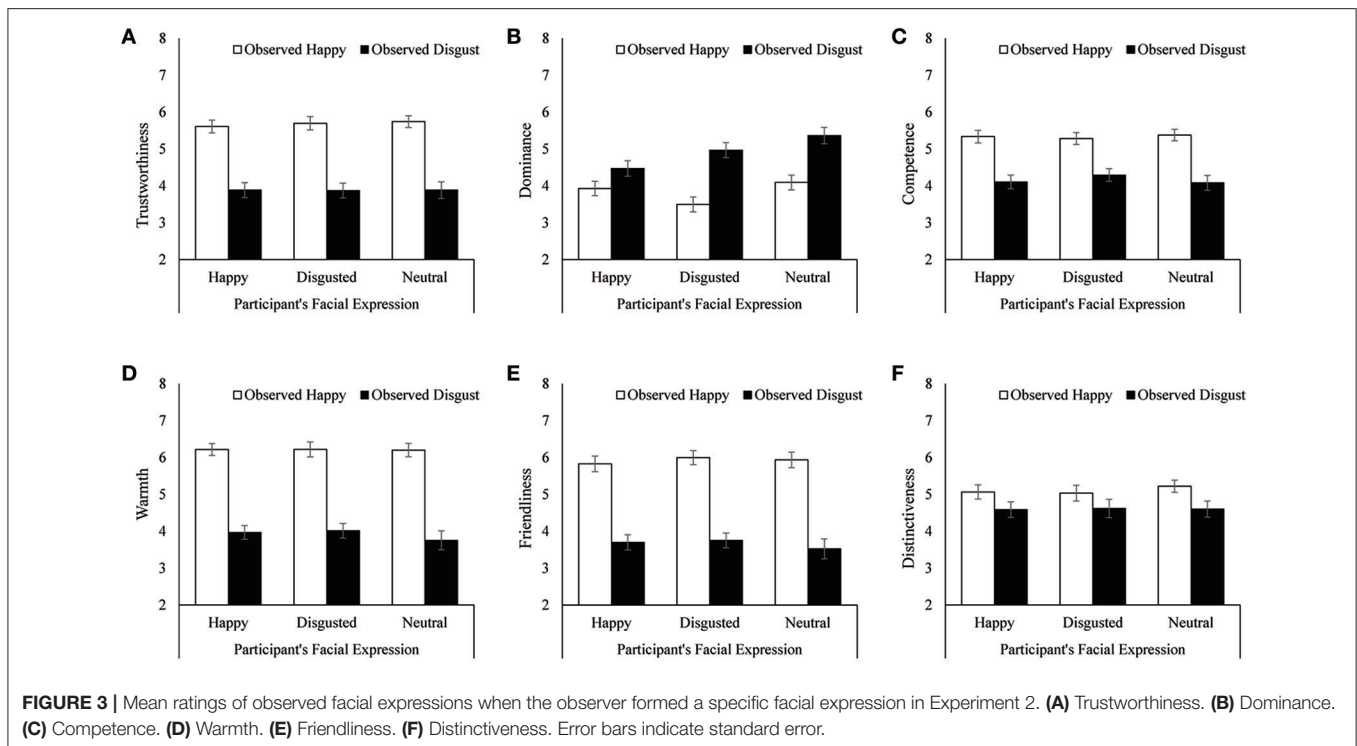 A
Observed Happy Observed Disgust
8
7
6
5
4
3
2
Trustworthiness
Happy Disgusted Neutral
Participant's Facial Expression
B
Observed Happy Observed Disgust
8
7
6
5
4
3
2
Dominance
Happy Disgusted Neutral
Participant's Facial Expression
C
Observed Happy Observed Disgust
8
7
6
5
4
3
2
Competence
Happy Disgusted Neutral
Participant's Facial Expression
D
Observed Happy Observed Disgust
8
7
6
5
4
3
2
Warmth
Happy Disgusted Neutral
Participant's Facial Expression
E
Observed Happy Observed Disgust
8
7
6
5
4
3
2
Friendliness
Happy Disgusted Neutral
Participant's Facial Expression
F
Observed Happy Observed Disgust
8
7
6
5
4
3
2
Distinctiveness
Happy Disgusted Neutral
Participant's Facial Expression
FIGURE 3 | Mean ratings of observed facial expressions when the observer formed a specific facial expression in Experiment 2. (A) Trustworthiness. (B) Dominance.
(C) Competence. (D) Warmth. (E) Friendliness. (F) Distinctiveness. Error bars indicate standard error.